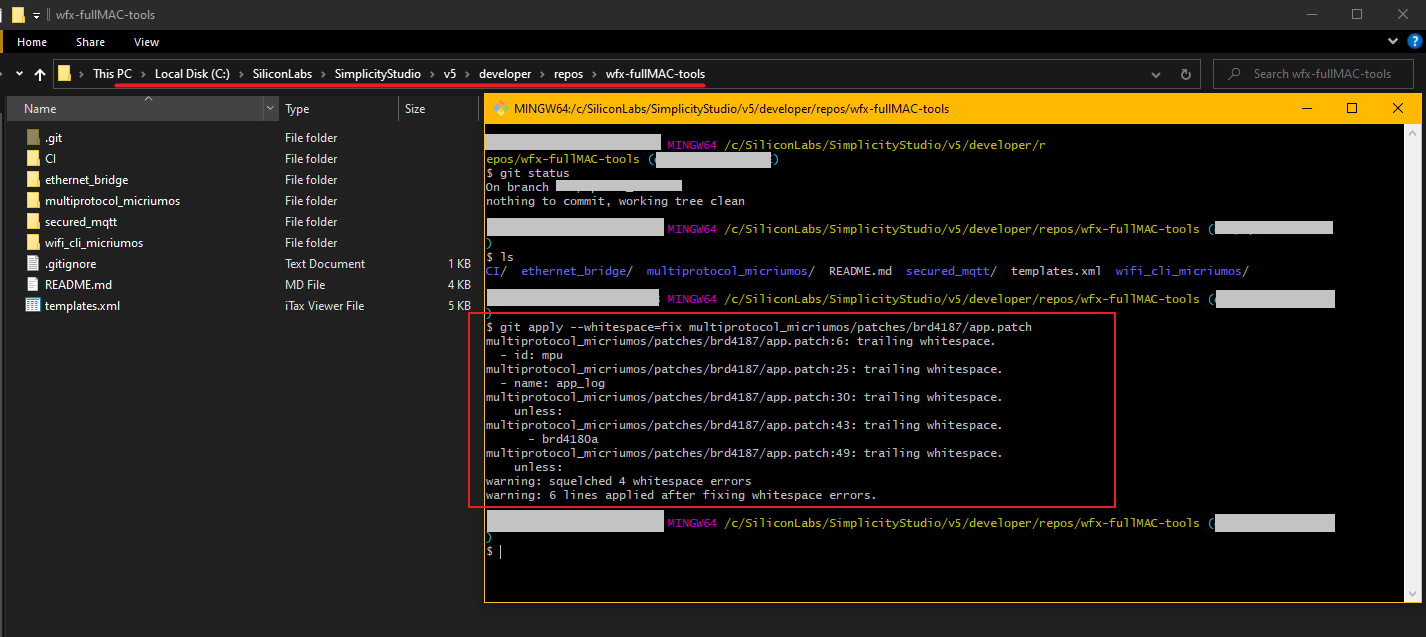 wfx-fullMAC-tools
Home Share View
This PC > Local Disk (C:) > SiliconLabs > SimplicityStudio > v5 > developer > repos > wfx-fullMAC-tools
Search wfx-fullMAC-tools
Name Type Size
.git File folder
CI File folder
ethernet_bridge File folder
multiprotocol_micriumos File folder
secured_mqtt File folder
wifi_cli_micriumos File folder
.gitignore Text Document 1 KB
README.md MD File 4 KB
templates.xml iTax Viewer File 5 KB
MINGW64:/c/SiliconLabs/SimplicityStudio/v5/developer/repos/wfx-fullMAC-tools
MINGW64 /c/SiliconLabs/SimplicityStudio/v5/developer/r
epos/wfx-fullMAC-tools ( )
$ git status
On branch
nothing to commit, working tree clean
MINGW64 /c/SiliconLabs/SimplicityStudio/v5/developer/repos/wfx-fullMAC-tools (
)
$ ls
CI/ ethernet_bridge/ multiprotocol_micriumos/ README.md secured_mqtt/ templates.xml wifi_cli_micriumos/
MINGW64 /c/SiliconLabs/SimplicityStudio/v5/developer/repos/wfx-fullMAC-tools (
)
$ git apply --whitespace=fix multiprotocol_micriumos/patches/brd4187/app.patch
multiprotocol_micriumos/patches/brd4187/app.patch:6: trailing whitespace.
- id: mpu
multiprotocol_micriumos/patches/brd4187/app.patch:25: trailing whitespace.
- name: app_log
multiprotocol_micriumos/patches/brd4187/app.patch:30: trailing whitespace.
unless:
multiprotocol_micriumos/patches/brd4187/app.patch:43: trailing whitespace.
- brd4180a
multiprotocol_micriumos/patches/brd4187/app.patch:49: trailing whitespace.
unless:
warning: squelched 4 whitespace errors
warning: 6 lines applied after fixing whitespace errors.
MINGW64 /c/SiliconLabs/SimplicityStudio/v5/developer/repos/wfx-fullMAC-tools (
)
$